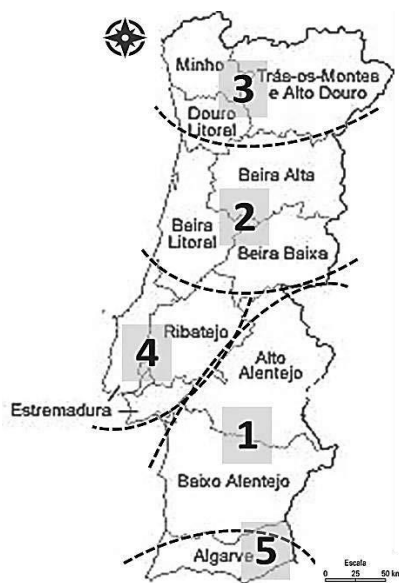 Minho
3
Trás-os-Montes
e Alto Douro
Douro
Litoral
Beira Alta
2
Beira
Litoral
Beira Baixa
Ribatejo
4
Alto
Alentejo
Estremadura
1
Baixo Alentejo
Algarve
5
Escala
0 25 50 km